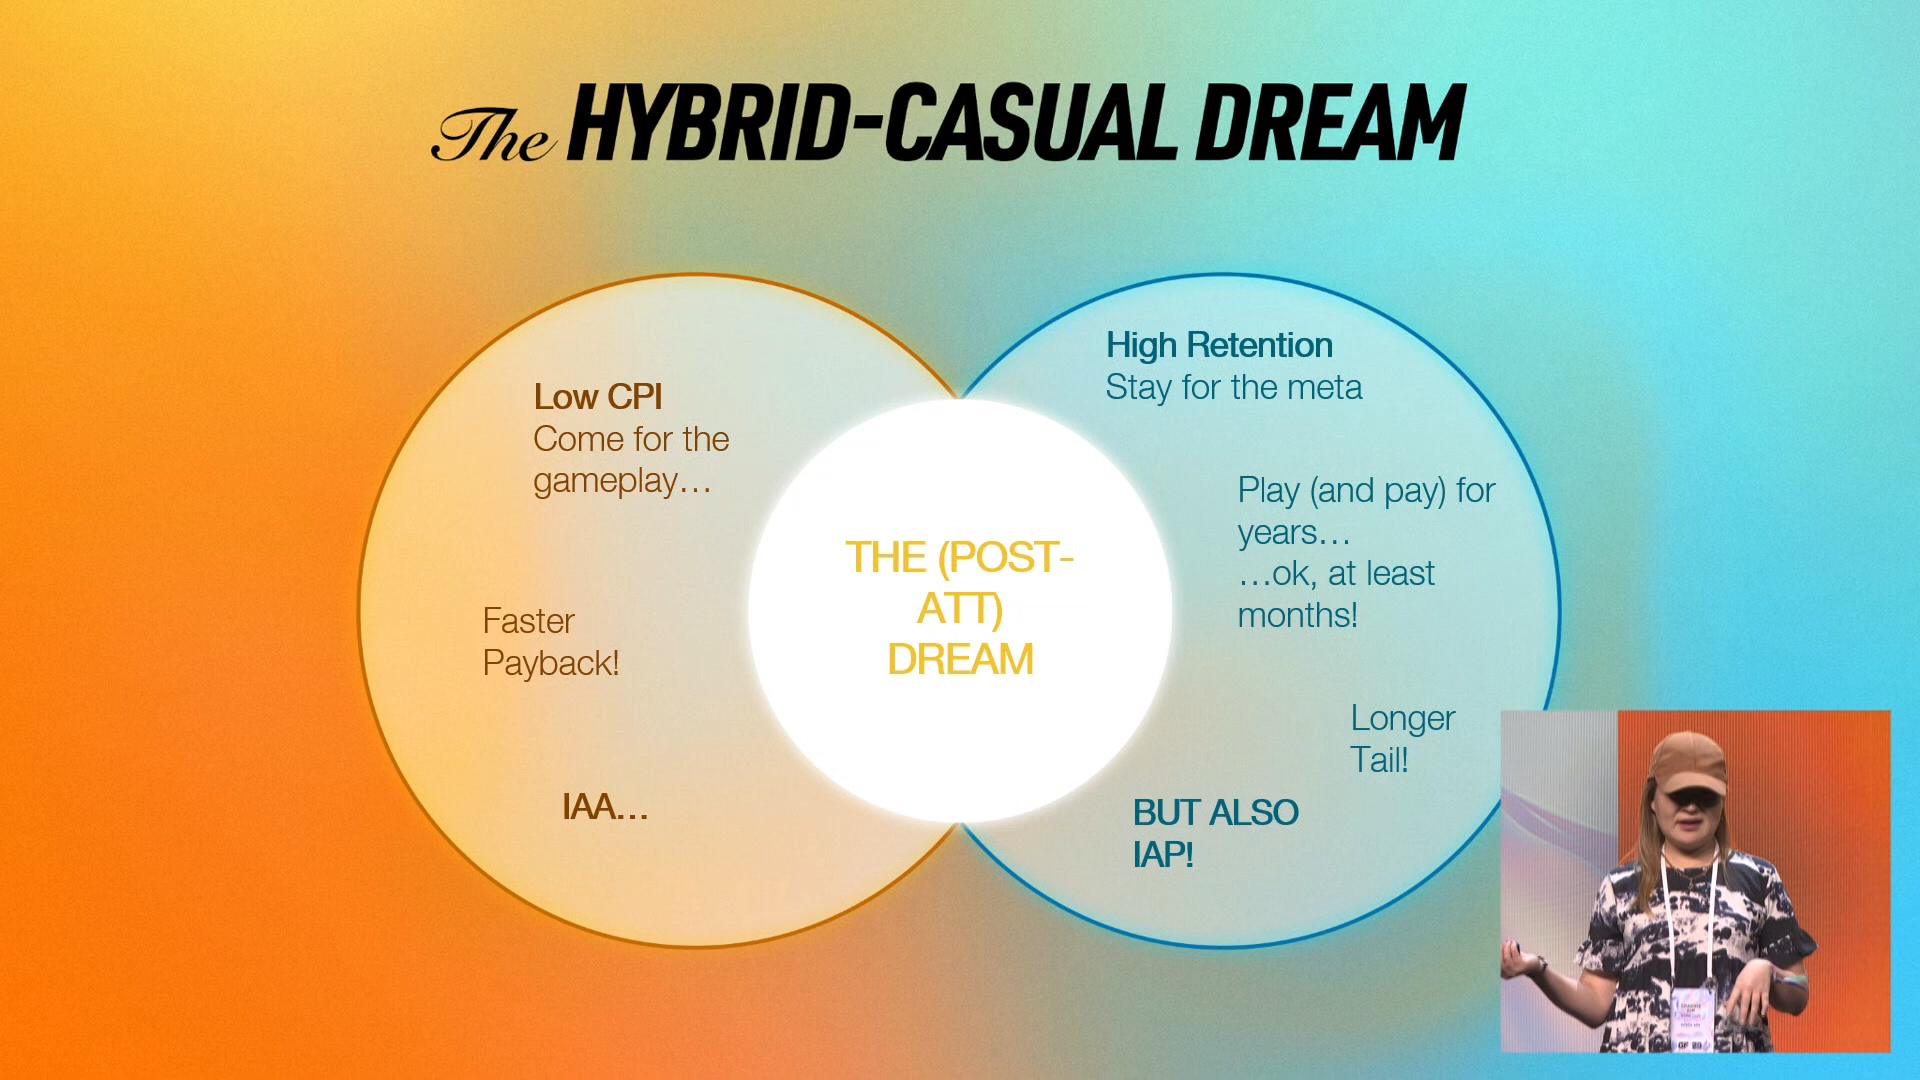 The HYBRID-CASUAL DREAM
Low CPI
Come for the
gameplay…
Faster
Payback!
IAA…
THE (POST-
ATT)
DREAM
High Retention
Stay for the meta
Play (and pay) for
years…
…ok, at least
months!
Longer
Tail!
BUT ALSO
IAP!